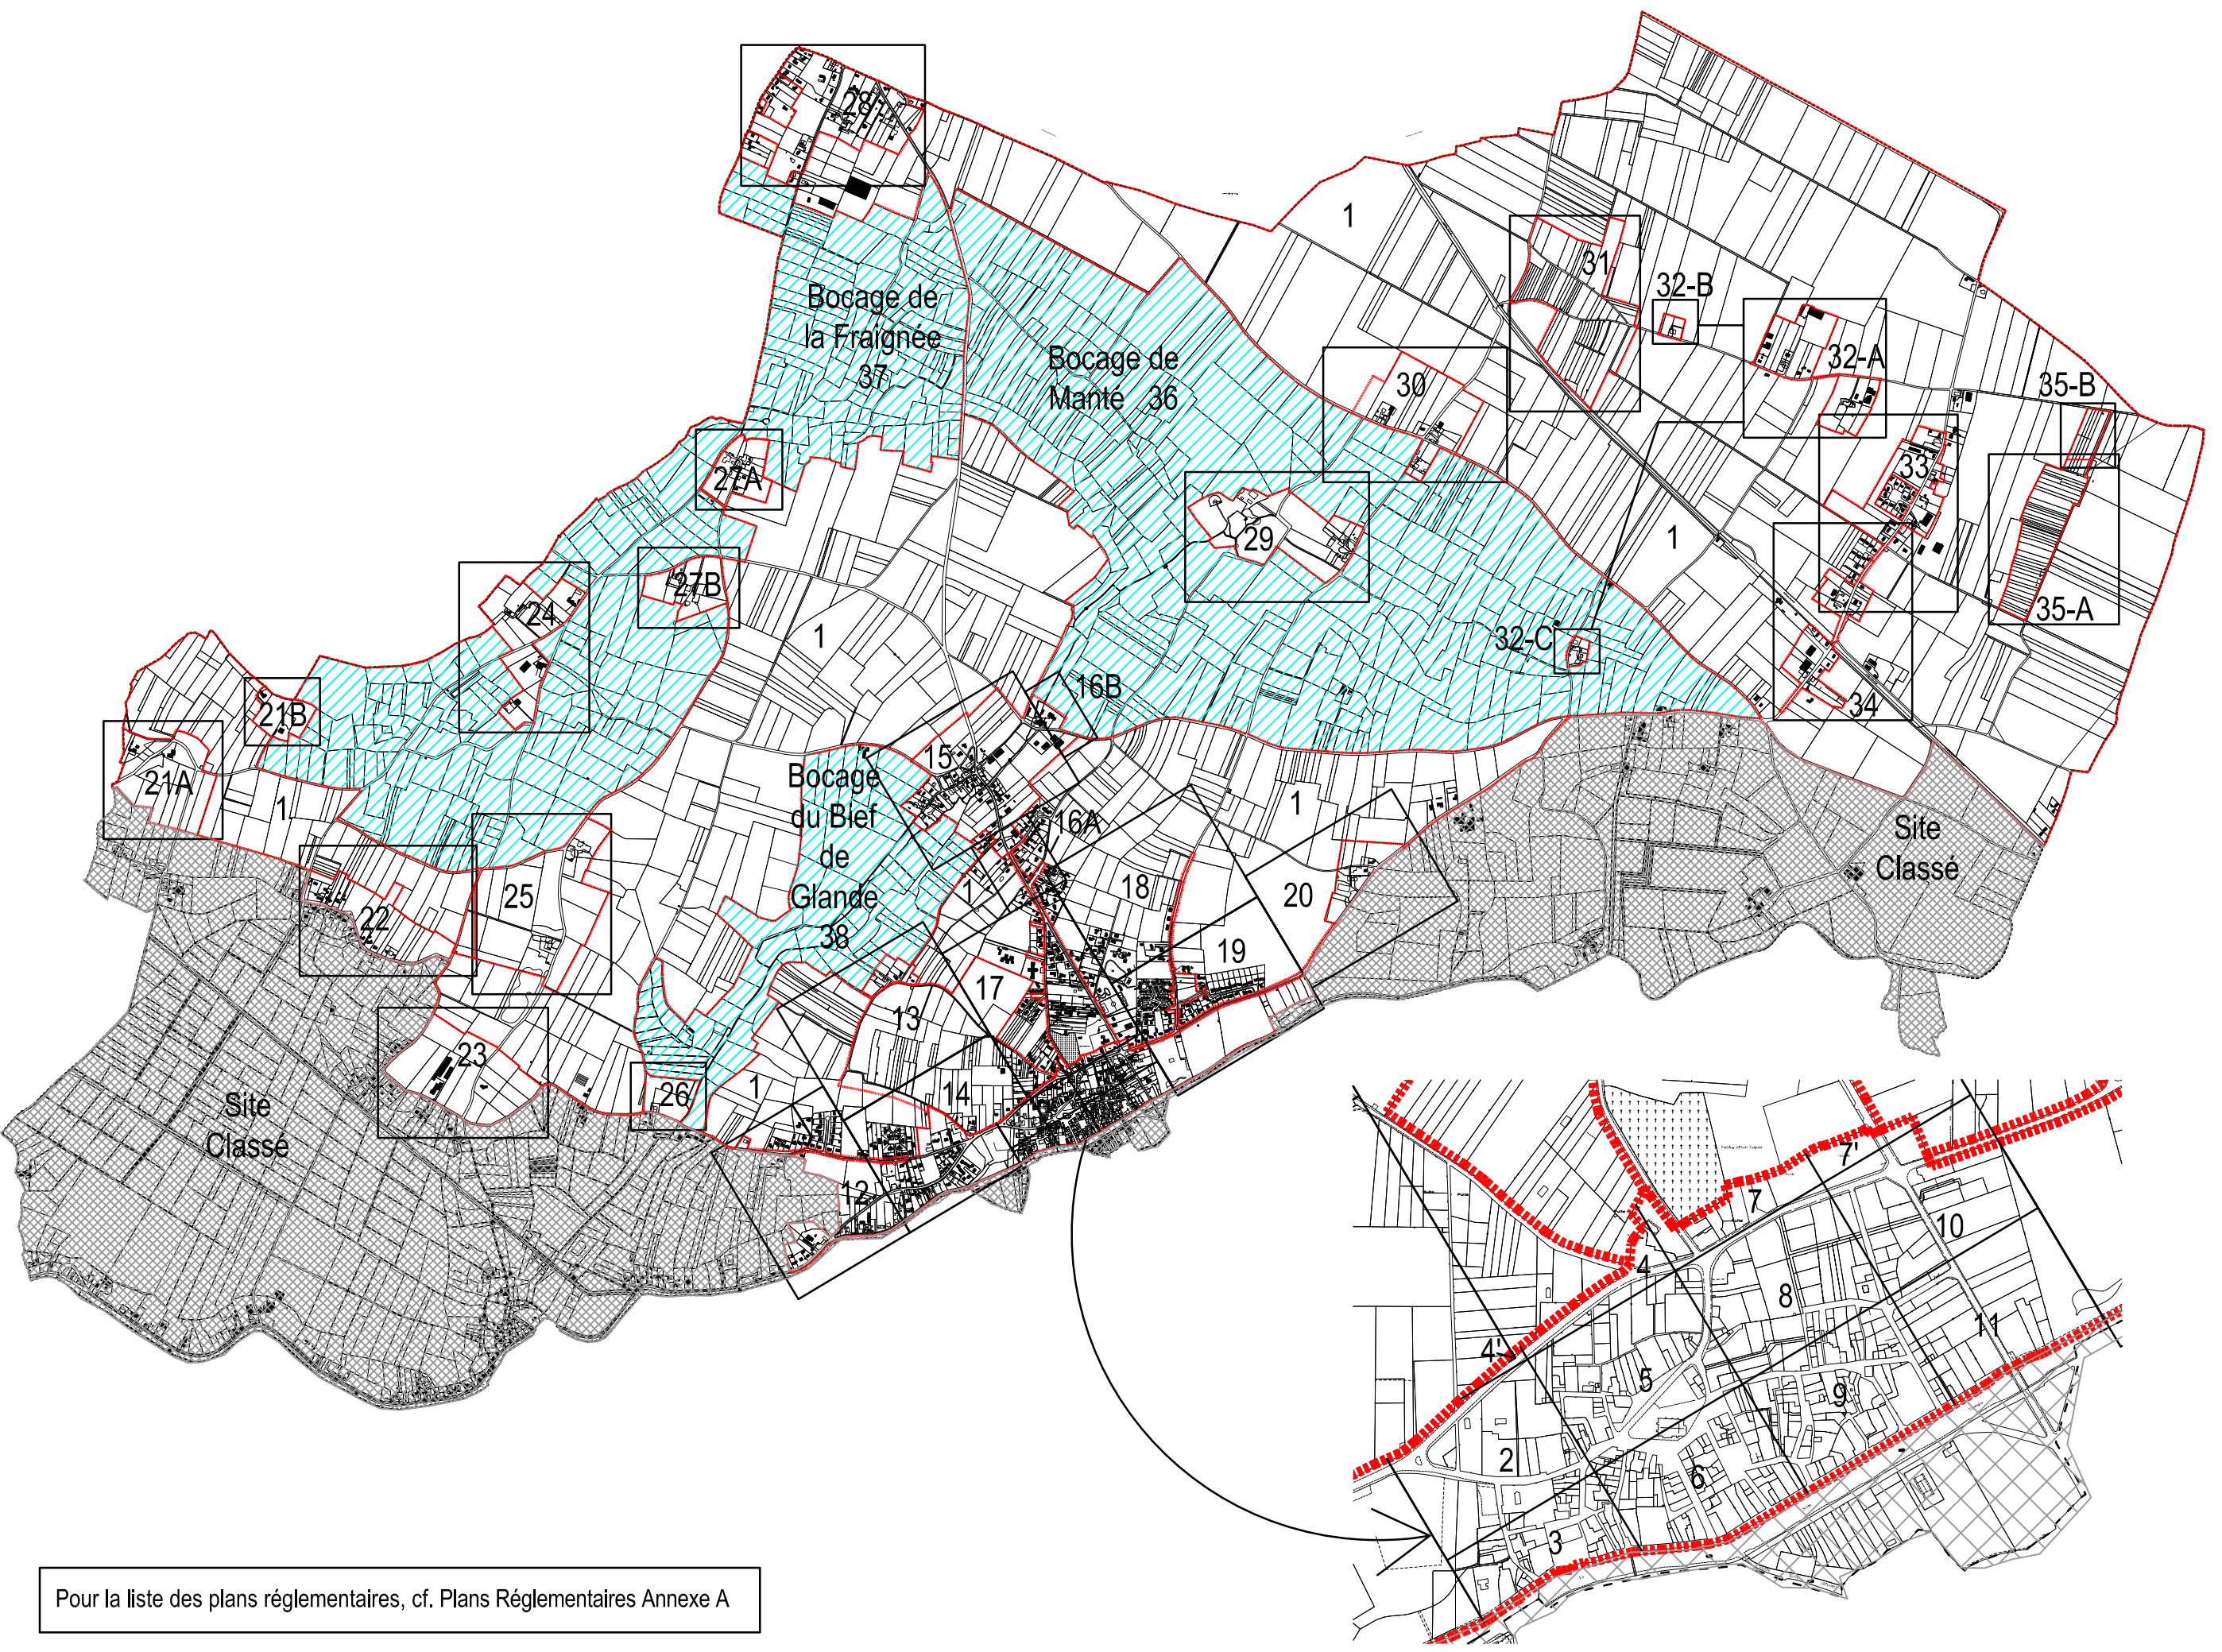 28
1
31
32-B
Bocage de
la Fraignée
37
Bocage de
Mante 36
30
32-A
35-B
33
27A
29
1
27B
24
1
35-A
32-C
16B
34
21B
15
21A
1
Bocage
du Bief
de
Glande
38
1
16A
Site
Classé
25
1
18
20
22
19
17
13
23
26
1
14
Site
Classé
12
7'
7
10
4
8
11
4'
5
9
2
6
3
Pour la liste des plans réglementaires, cf. Plans Réglementaires Annexe A